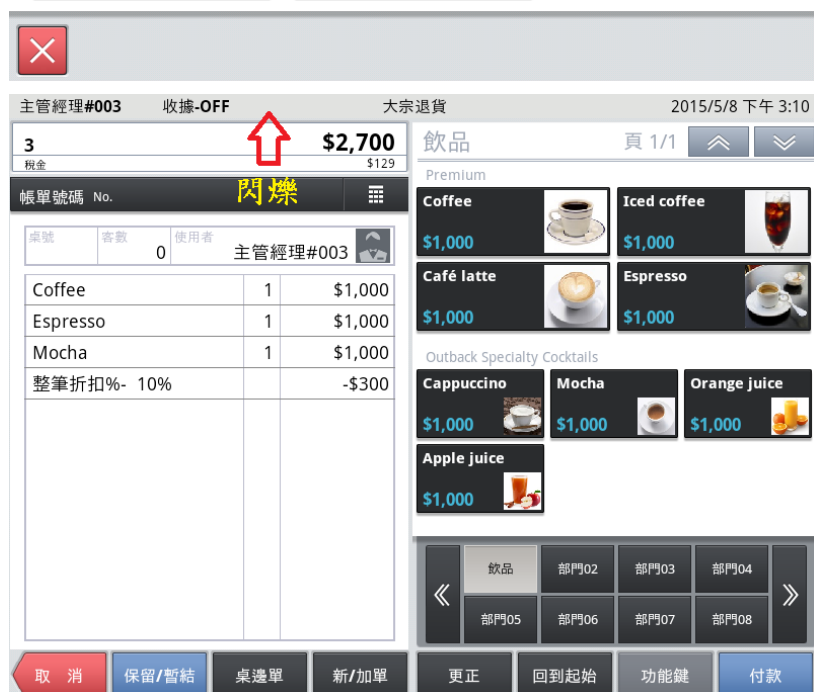 主管經理#003 收據-OFF 大宗退貨 2015/5/8 下午 3:10
3 $2,700
稅金 $129
閃爍
帳單號碼 No.
桌號 客數 0 使用者 主管經理#003
Coffee 1 $1,000
Espresso 1 $1,000
Mocha 1 $1,000
整筆折扣%- 10% -$300
飲品 頁 1/1
Premium
Coffee
$1,000
Iced coffee
$1,000
Café latte
$1,000
Espresso
$1,000
Outback Specialty Cocktails
Cappuccino
$1,000
Mocha
$1,000
Orange juice
$1,000
Apple juice
$1,000
飲品 部門02 部門03 部門04
部門05 部門06 部門07 部門08
取 消 保留/暫結 桌邊單 新/加單 更正 回到起始 功能鍵 付款